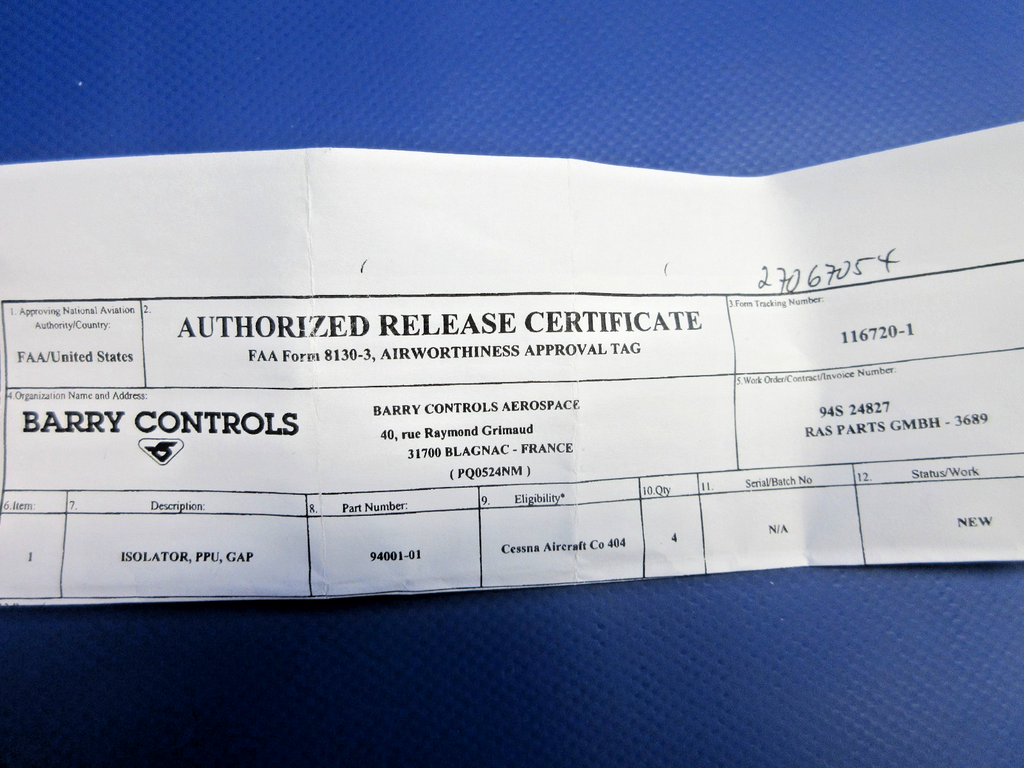 27067054
1. Approving National Aviation Authority/Country:
FAA/United States
2.
AUTHORIZED RELEASE CERTIFICATE
FAA Form 8130-3, AIRWORTHINESS APPROVAL TAG
3.Form Tracking Number:
116720-1
4.Organization Name and Address:
BARRY CONTROLS
BARRY CONTROLS AEROSPACE
40, rue Raymond Grimaud
31700 BLAGNAC - FRANCE
( PQ0524NM )
5.Work Order/Contract/Invoice Number:
94S 24827
RAS PARTS GMBH - 3689
6.Item: 7. Description: 8. Part Number: 9. Eligibility* 10.Qty 11. Serial/Batch No 12. Status/Work
1 ISOLATOR, PPU, GAP 94001-01 Cessna Aircraft Co 404 4 N/A NEW